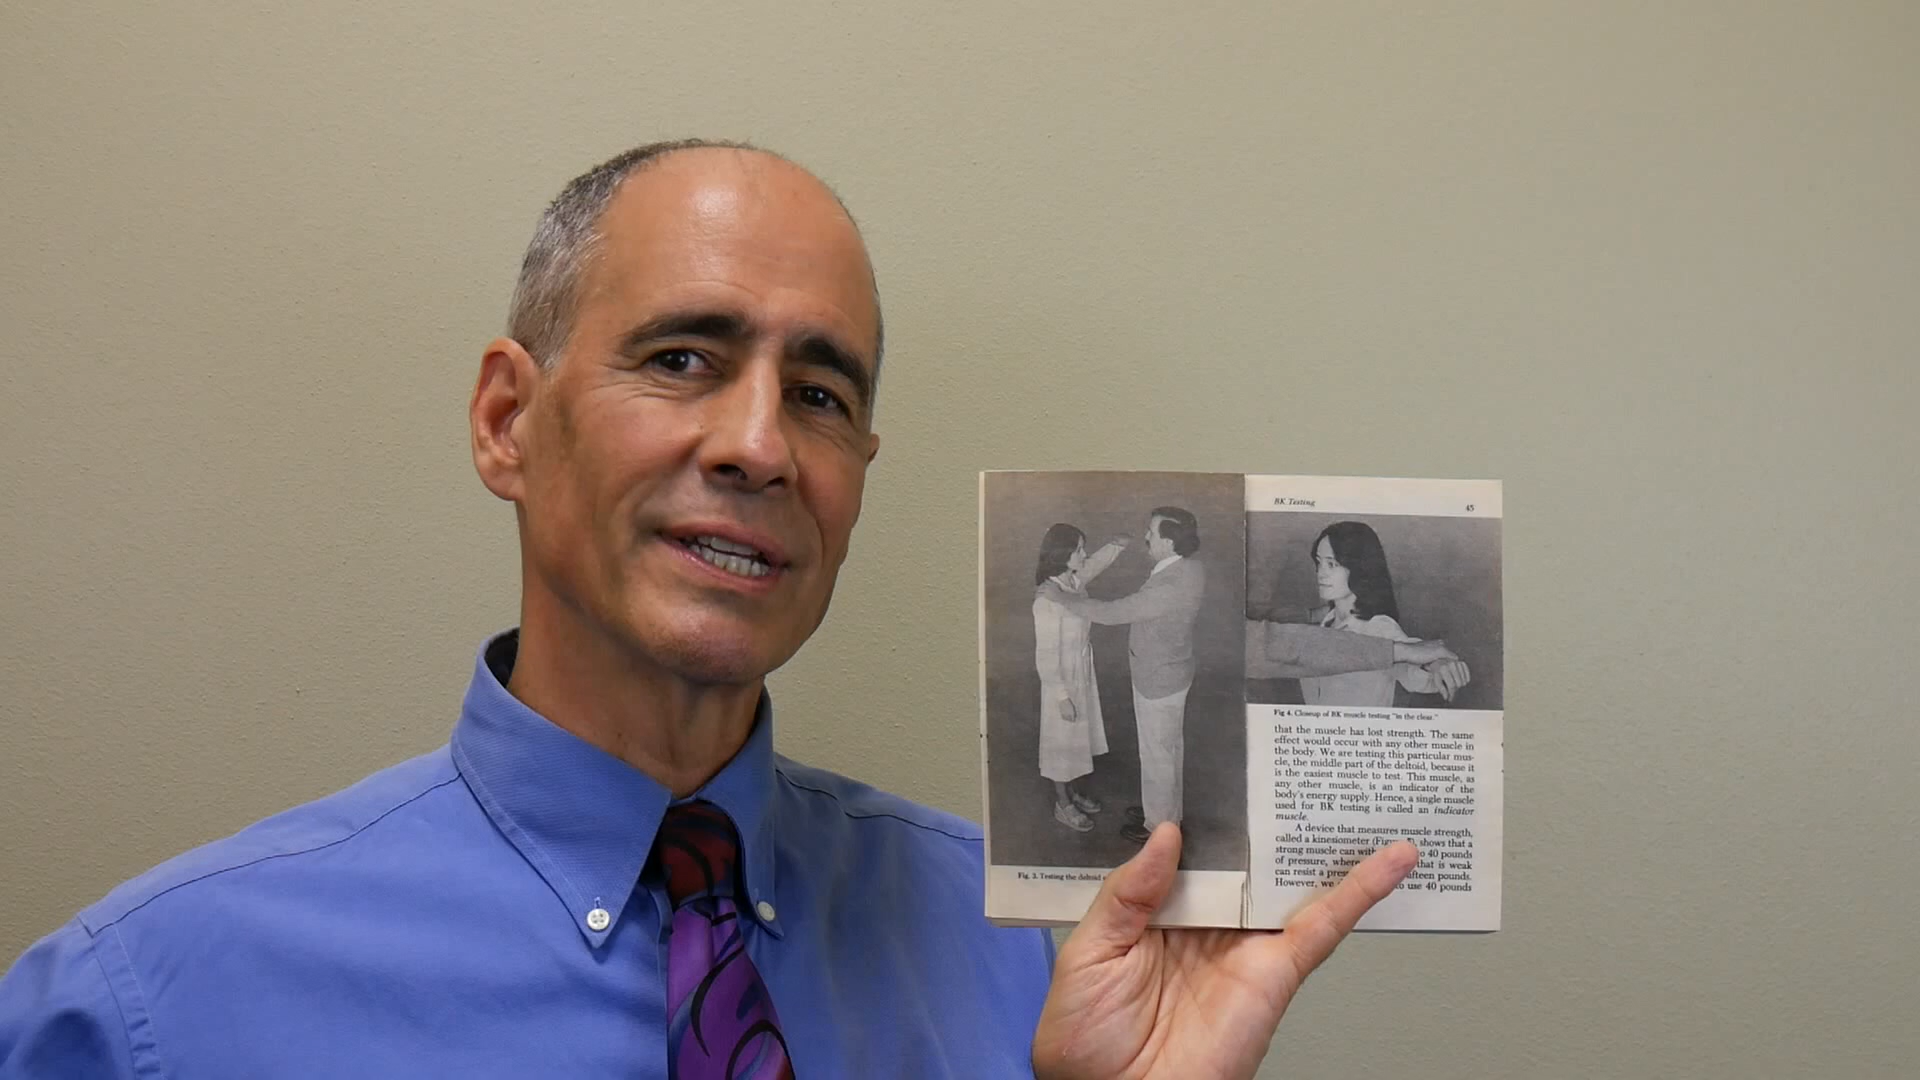 Fig. 3. Testing the deltoid
BK Testing
45
Fig 4. Closeup of BK muscle testing "in the clear."
that the muscle has lost strength. The same
effect would occur with any other muscle in
the body. We are testing this particular mus-
cle, the middle part of the deltoid, because it
is the easiest muscle to test. This muscle, as
any other muscle, is an indicator of the
body's energy supply. Hence, a single muscle
used for BK testing is called an indicator
muscle.
A device that measures muscle strength,
called a kinesiometer shows that a
strong muscle can 40 pounds
of pressure, that is weak
can resist a pounds.
However, we use 40 pounds